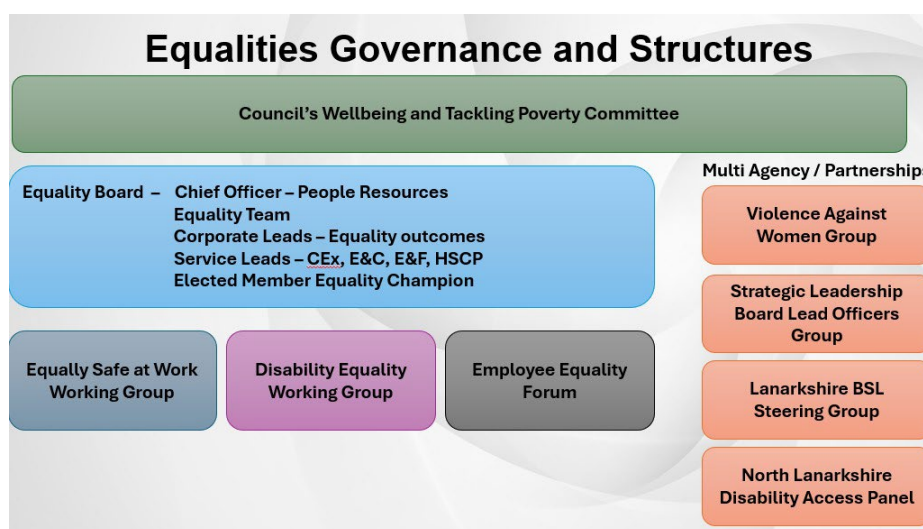 Equalities Governance and Structures
Council's Wellbeing and Tackling Poverty Committee
Equality Board – Chief Officer – People Resources
Equality Team
Corporate Leads – Equality outcomes
Service Leads – CEx, E&C, E&F, HSCP
Elected Member Equality Champion
Equally Safe at Work
Working Group
Disability Equality
Working Group
Employee Equality
Forum
Multi Agency / Partnerships
Violence Against
Women Group
Strategic Leadership
Board Lead Officers
Group
Lanarkshire BSL
Steering Group
North Lanarkshire
Disability Access Panel